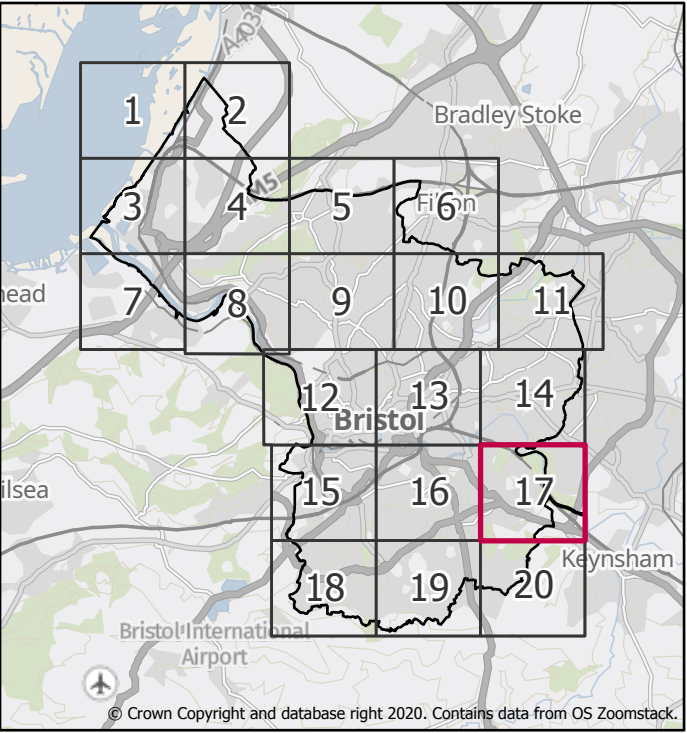 A403
1
2
Bradley Stoke
M5
3
4
5
Filton
6
head
7
8
9
10
11
12
13
14
Bristol
ilsea
15
16
17
Keynsham
18
19
20
Bristol International
Airport
© Crown Copyright and database right 2020. Contains data from OS Zoomstack.